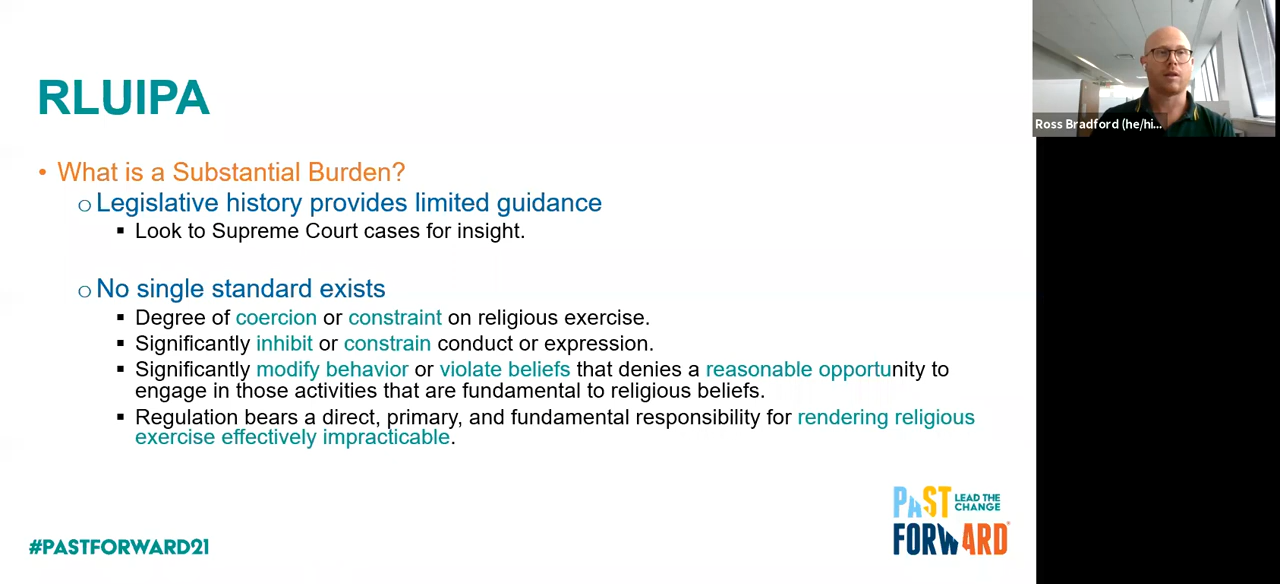 RLUIPA
• What is a Substantial Burden?
o Legislative history provides limited guidance
▪ Look to Supreme Court cases for insight.
o No single standard exists
▪ Degree of coercion or constraint on religious exercise.
▪ Significantly inhibit or constrain conduct or expression.
▪ Significantly modify behavior or violate beliefs that denies a reasonable opportunity to
engage in those activities that are fundamental to religious beliefs.
▪ Regulation bears a direct, primary, and fundamental responsibility for rendering religious
exercise effectively impracticable.
#PASTFORWARD21
PAST LEAD THE
CHANGE
FORWARD®
Ross Bradford (he/hi...